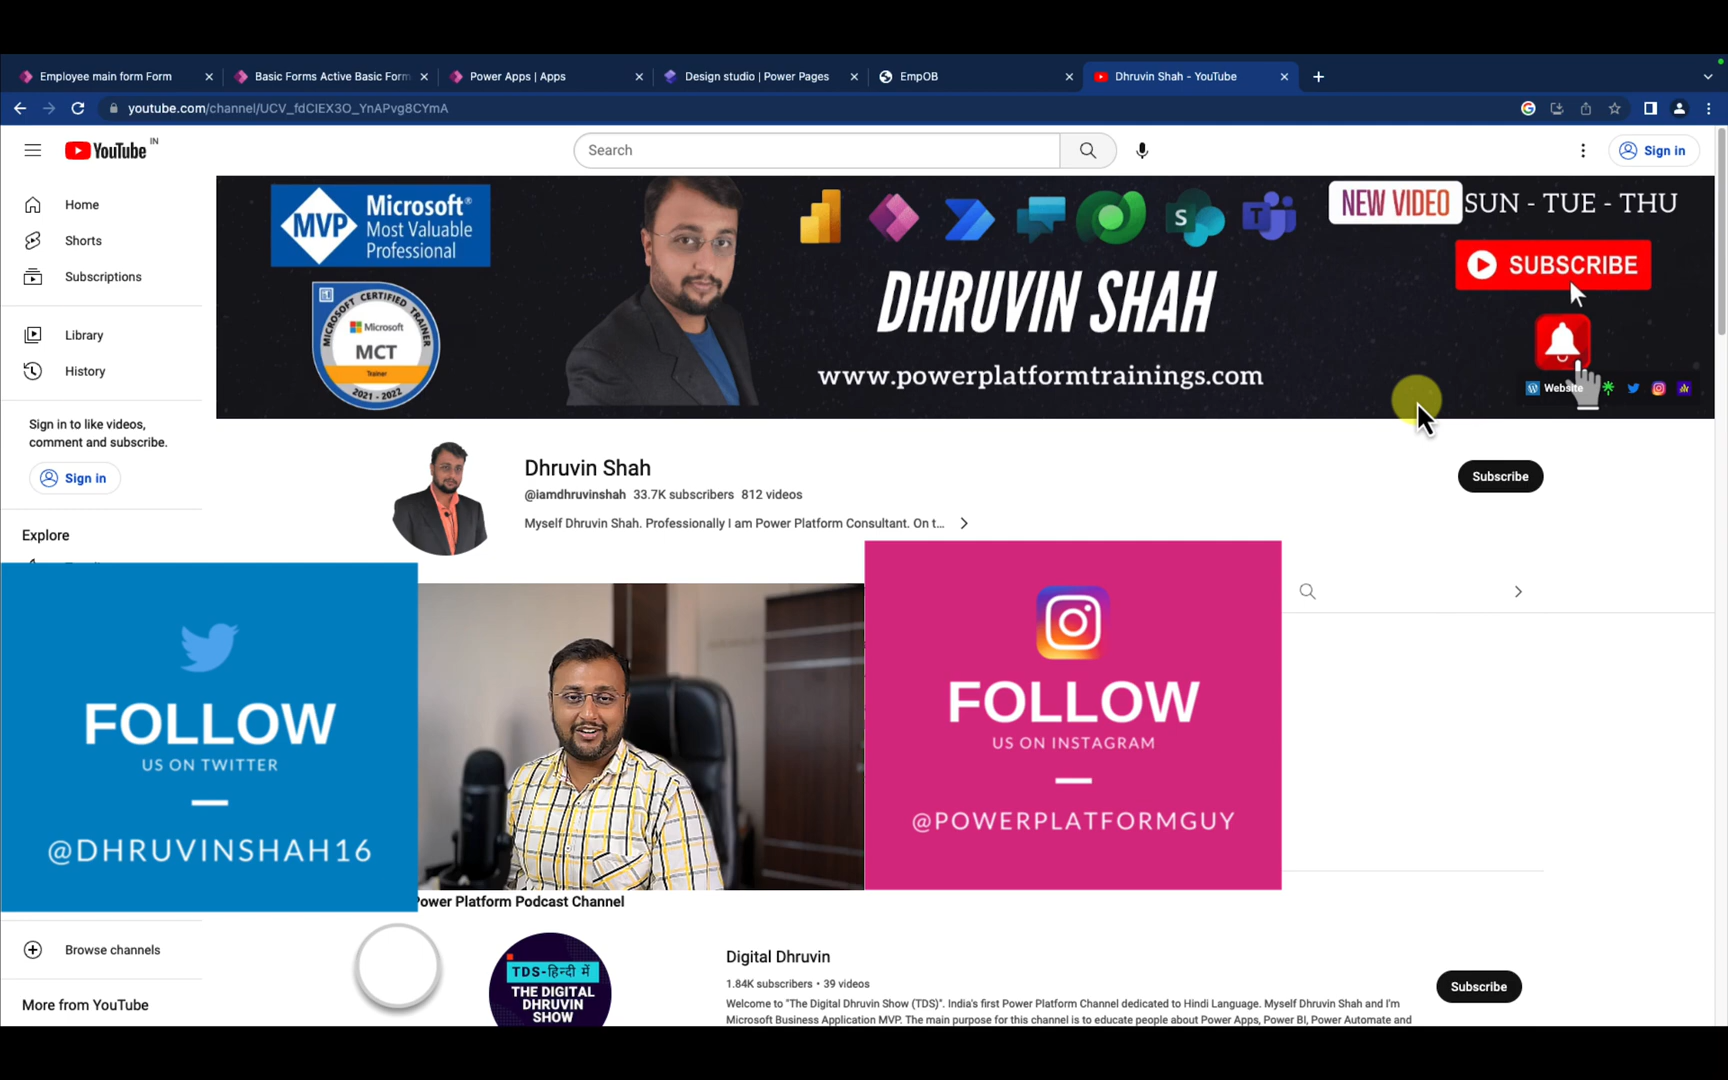 Employee main form Form
Basic Forms Active Basic Form
Power Apps | Apps
Design studio | Power Pages
EmpOB
Dhruvin Shah - YouTube
youtube.com/channel/UCV_fdCIEX3O_YnAPvg8CYmA
YouTube IN
Search
Sign in
Home
Shorts
Subscriptions
Library
History
Sign in to like videos,
comment and subscribe.
Sign in
Explore
MVP
Microsoft®
Most Valuable
Professional
MICROSOFT CERTIFIED TRAINER
Microsoft
MCT
Trainer
2021 - 2022
S
NEW VIDEO
SUN - TUE - THU
SUBSCRIBE
DHRUVIN SHAH
www.powerplatformtrainings.com
Website
Dhruvin Shah
@iamdhruvinshah 33.7K subscribers 812 videos
Myself Dhruvin Shah. Professionally I am Power Platform Consultant. On t...
Subscribe
FOLLOW
US ON TWITTER
@DHRUVINSHAH16
FOLLOW
US ON INSTAGRAM
@POWERPLATFORMGUY
Power Platform Podcast Channel
Browse channels
More from YouTube
TDS-हिन्दी में
THE DIGITAL
DHRUVIN
SHOW
Digital Dhruvin
1.84K subscribers • 39 videos
Welcome to "The Digital Dhruvin Show (TDS)". India's first Power Platform Channel dedicated to Hindi Language. Myself Dhruvin Shah and I'm
Microsoft Business Application MVP. The main purpose for this channel is to educate people about Power Apps, Power BI, Power Automate and
Subscribe